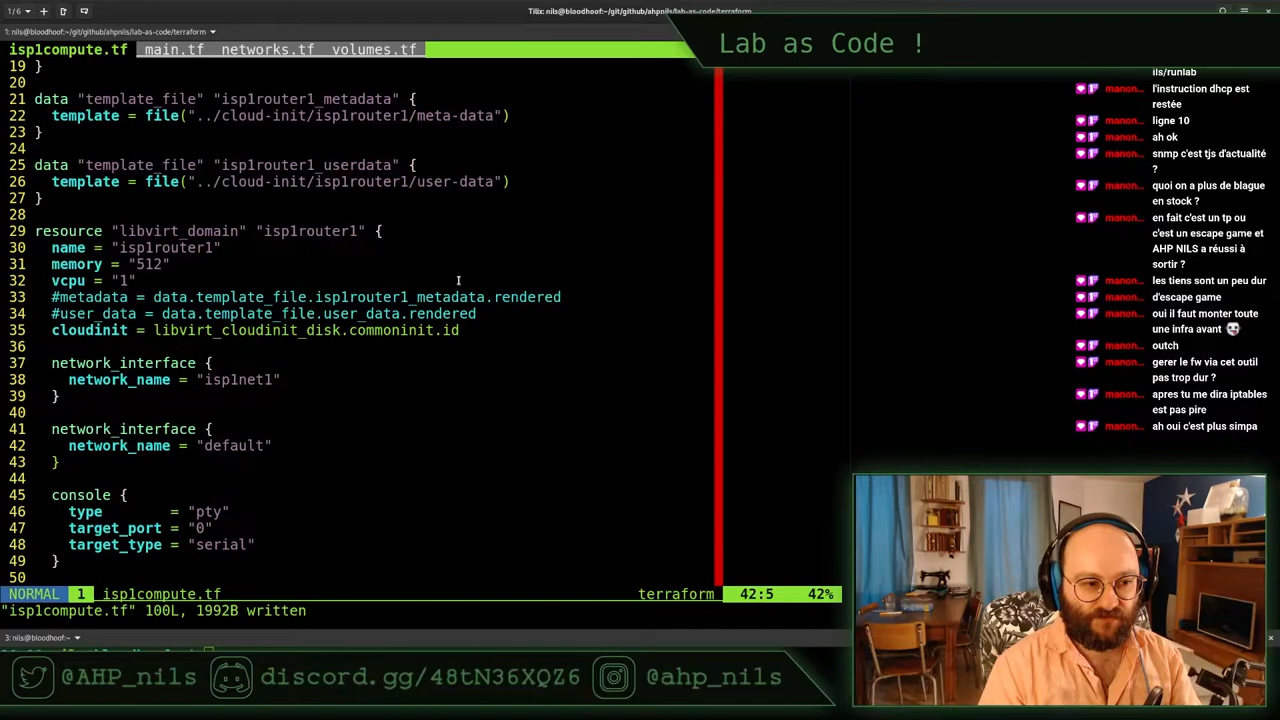 1/6
Tilix: nils@bloodhoof:~/git/github/ahpnils/lab-as-code/terraform
1: nils@bloodhoof:~/git/github/ahpnils/lab-as-code/terraform
Lab as Code !
isp1compute.tf main.tf networks.tf volumes.tf
19 }
20
21 data "template_file" "isp1router1_metadata" {
22 template = file("../cloud-init/isp1router1/meta-data")
23 }
24
25 data "template_file" "isp1router1_userdata" {
26 template = file("../cloud-init/isp1router1/user-data")
27 }
28
29 resource "libvirt_domain" "isp1router1" {
30 name = "isp1router1"
31 memory = "512"
32 vcpu = "1"
33 #metadata = data.template_file.isp1router1_metadata.rendered
34 #user_data = data.template_file.user_data.rendered
35 cloudinit = libvirt_cloudinit_disk.commoninit.id
36
37 network_interface {
38 network_name = "isp1net1"
39 }
40
41 network_interface {
42 network_name = "default"
43 }
44
45 console {
46 type = "pty"
47 target_port = "0"
48 target_type = "serial"
49 }
50
NORMAL 1 isp1compute.tf terraform 42:5 42%
"isp1compute.tf" 100L, 1992B written
3: nils@bloodhoof:~
ils/runlab
manon... l'instruction dhcp est
restée
manon... ligne 10
manon... ah ok
manon... snmp c'est tjs d'actualité
?
manon... quoi on a plus de blague
en stock ?
manon... en fait c'est un tp ou
c'est un escape game et
AHP NILS a réussi à
sortir ?
manon... les tiens sont un peu dur
manon... d'escape game
manon... oui il faut monter toute
une infra avant
manon... outch
manon... gerer le fw via cet outil
pas trop dur ?
manon... apres tu me dira iptables
est pas pire
manon... ah oui c'est plus simpa
@AHP_nils discord.gg/48tN36XQZ6 @ahp_nils